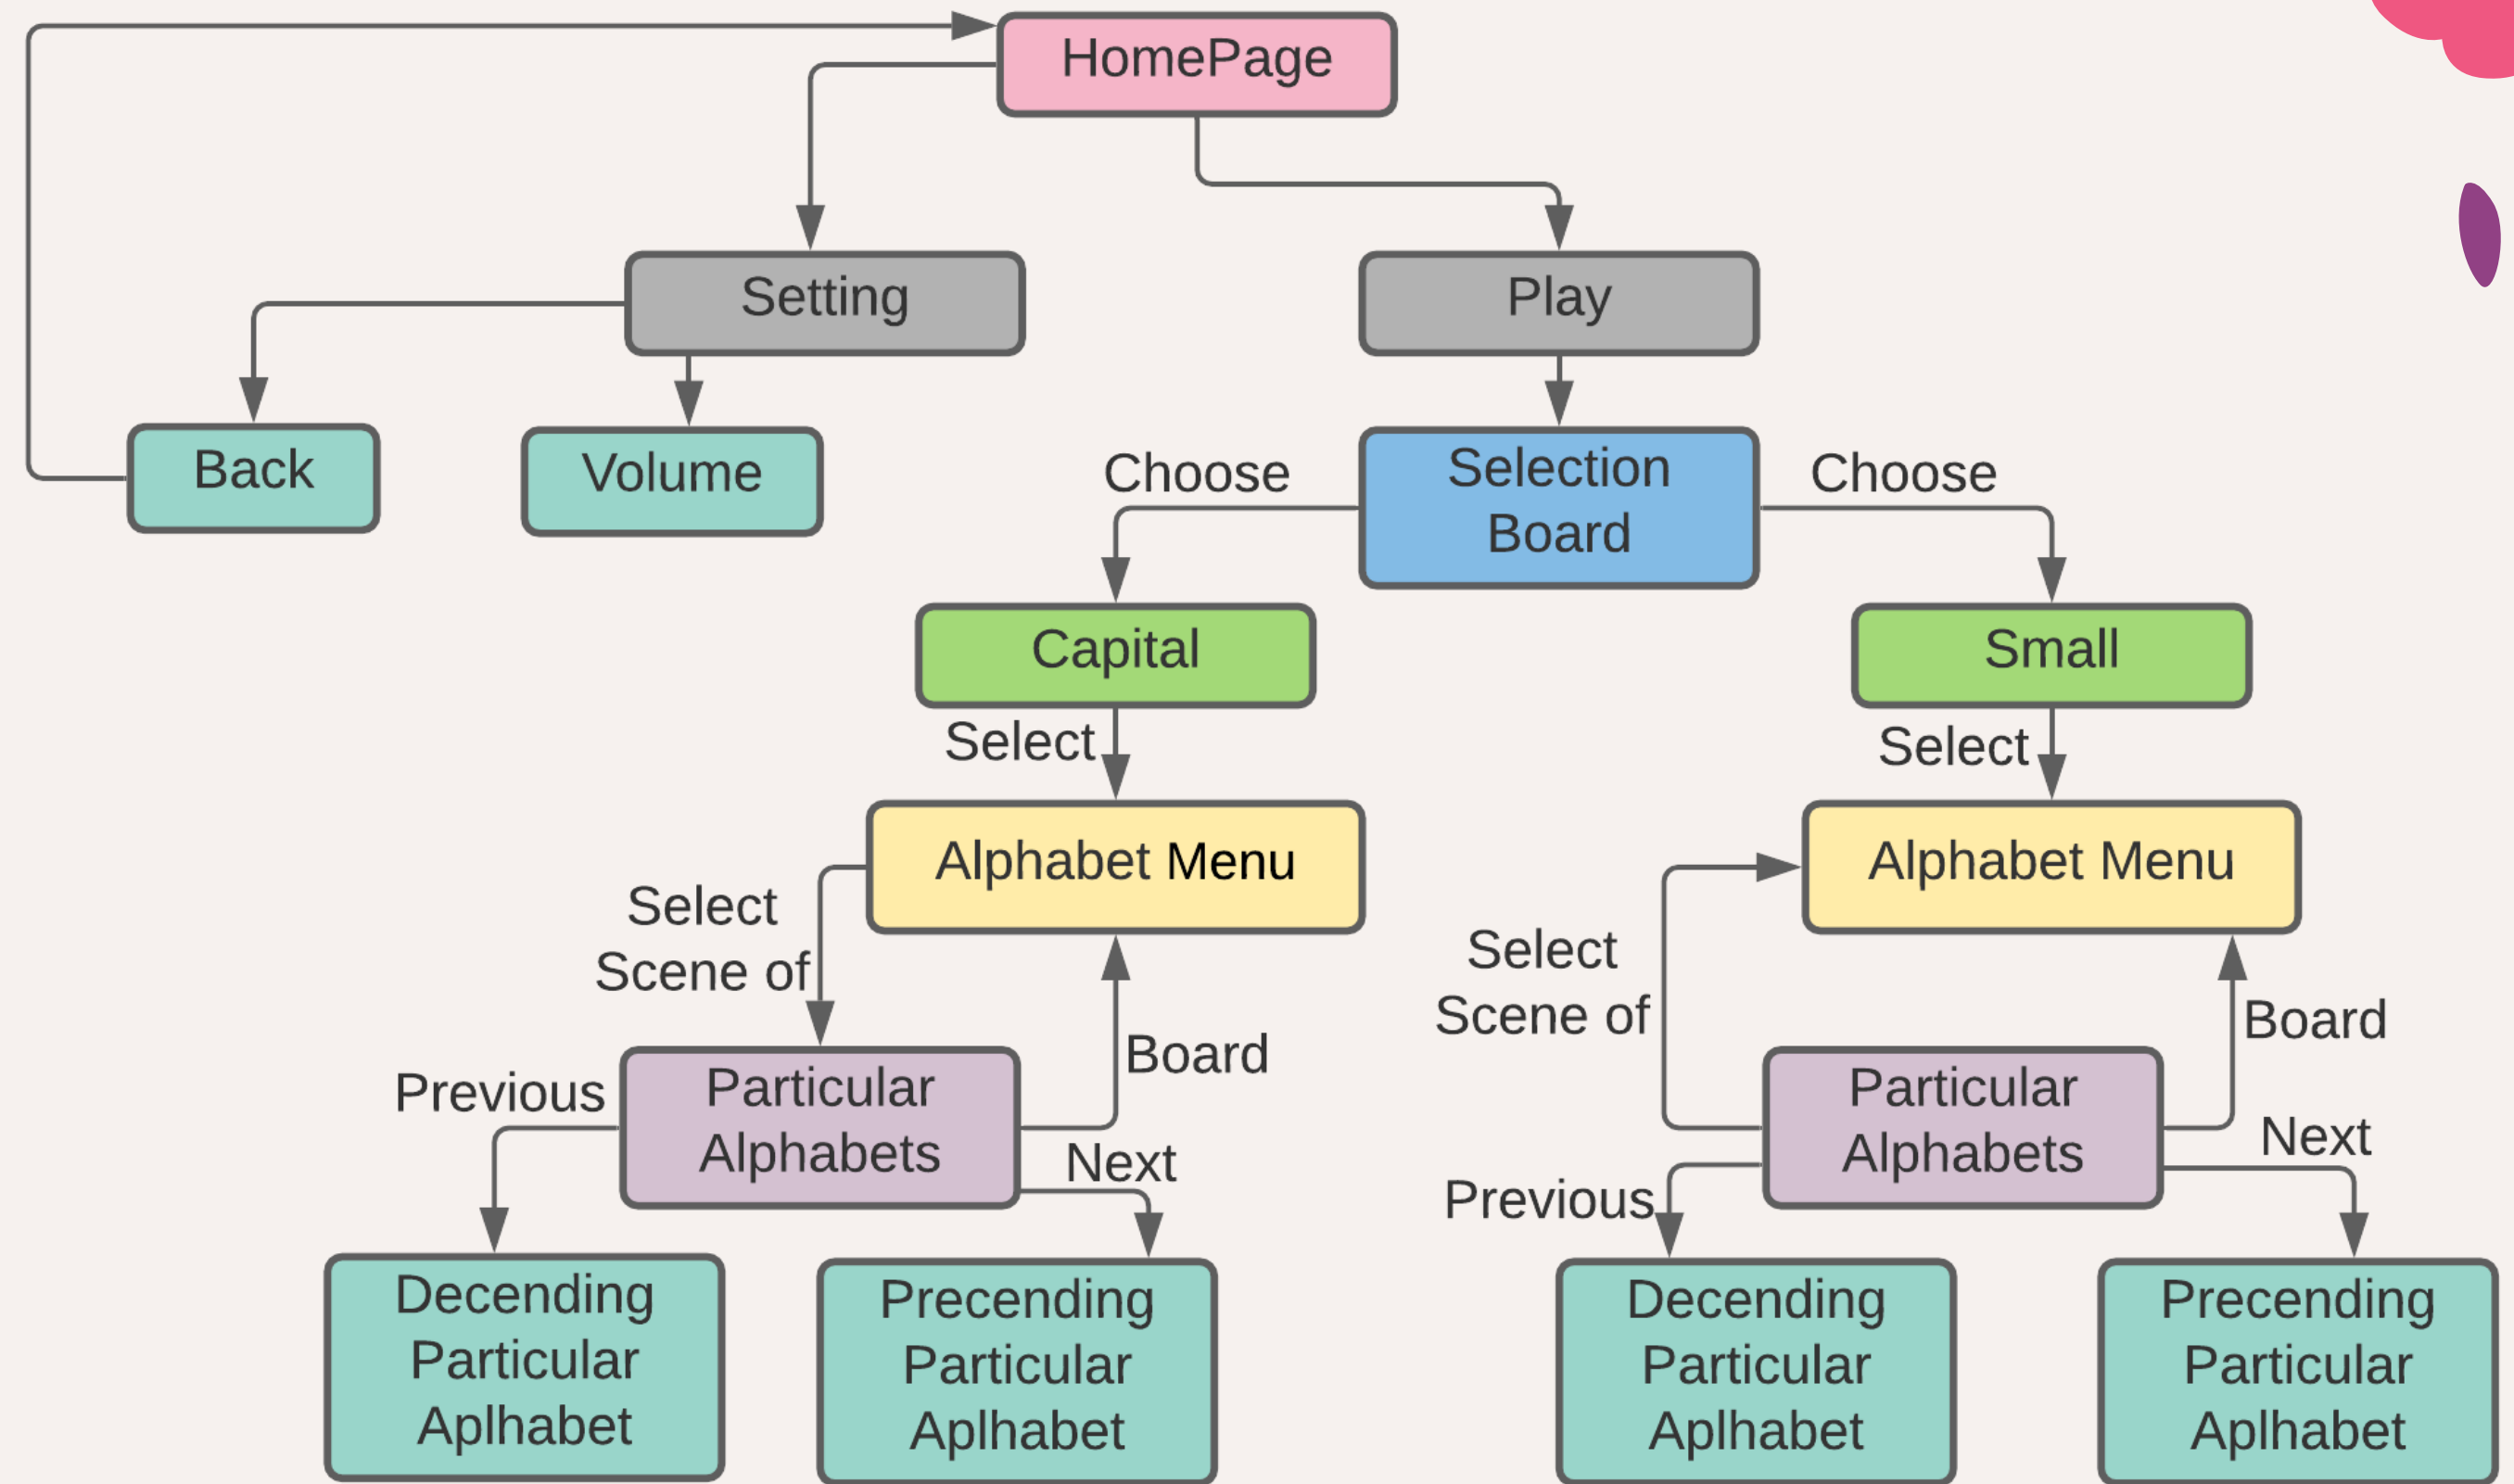 HomePage
Setting
Play
Back
Volume
Choose
Selection
Board
Choose
Capital
Small
Select
Select
Alphabet Menu
Alphabet Menu
Select
Scene of
Select
Scene of
Board
Board
Previous
Particular
Alphabets
Next
Particular
Alphabets
Next
Previous
Decending
Particular
Aplhabet
Precending
Particular
Aplhabet
Decending
Particular
Aplhabet
Precending
Particular
Aplhabet